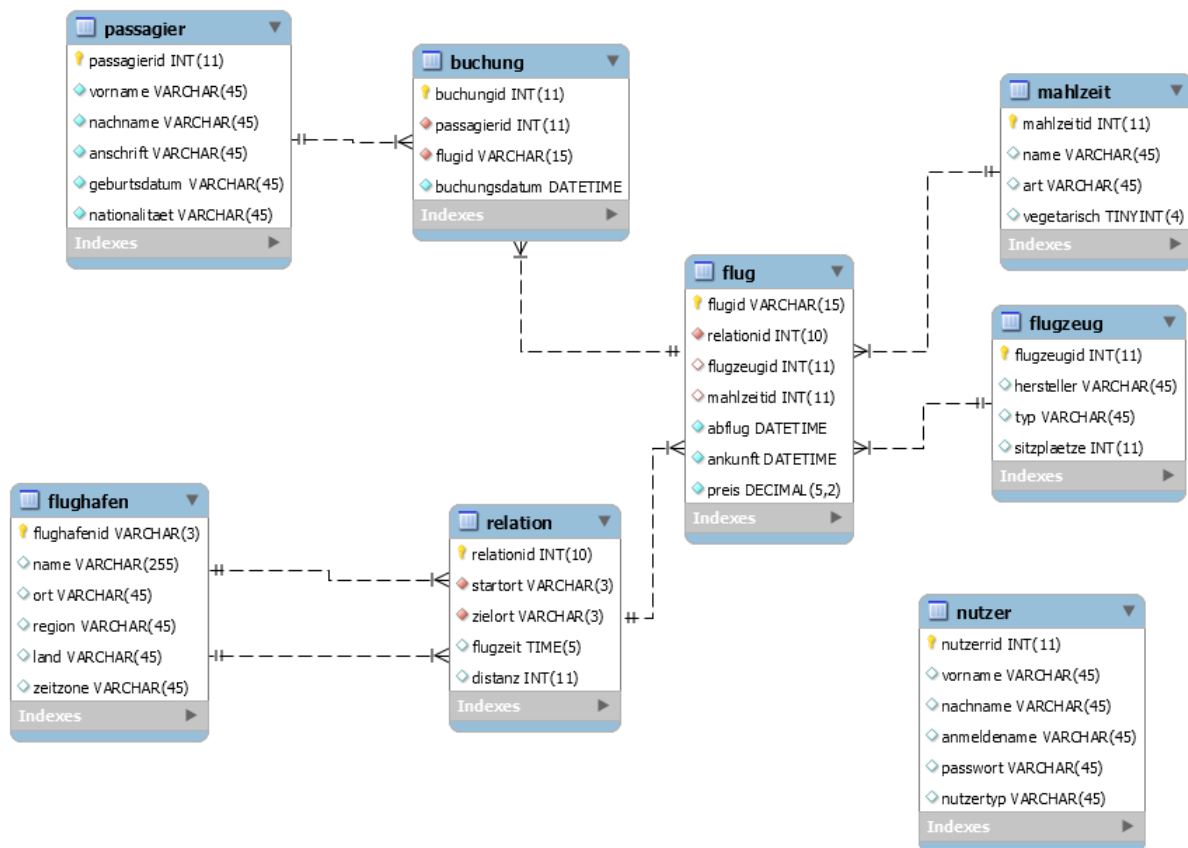 passagier
passagierid INT(11)
vorname VARCHAR(45)
nachname VARCHAR(45)
anschrift VARCHAR(45)
geburtsdatum VARCHAR(45)
nationalitaet VARCHAR(45)
Indexes
buchung
buchungid INT(11)
passagierid INT(11)
flugid VARCHAR(15)
buchungsdatum DATETIME
Indexes
mahlzeit
mahlzeitid INT(11)
name VARCHAR(45)
art VARCHAR(45)
vegetarisch TINYINT(4)
Indexes
flug
flugid VARCHAR(15)
relationid INT(10)
flugzeugid INT(11)
mahlzeitid INT(11)
abflug DATETIME
ankunft DATETIME
preis DECIMAL(5,2)
Indexes
flugzeug
flugzeugid INT(11)
hersteller VARCHAR(45)
typ VARCHAR(45)
sitzplaetze INT(11)
Indexes
flughafen
flughafenid VARCHAR(3)
name VARCHAR(255)
ort VARCHAR(45)
region VARCHAR(45)
land VARCHAR(45)
zeitzone VARCHAR(45)
Indexes
relation
relationid INT(10)
startort VARCHAR(3)
zielort VARCHAR(3)
flugzeit TIME(5)
distanz INT(11)
Indexes
nutzer
nutzerrid INT(11)
vorname VARCHAR(45)
nachname VARCHAR(45)
anmeldename VARCHAR(45)
passwort VARCHAR(45)
nutzertyp VARCHAR(45)
Indexes